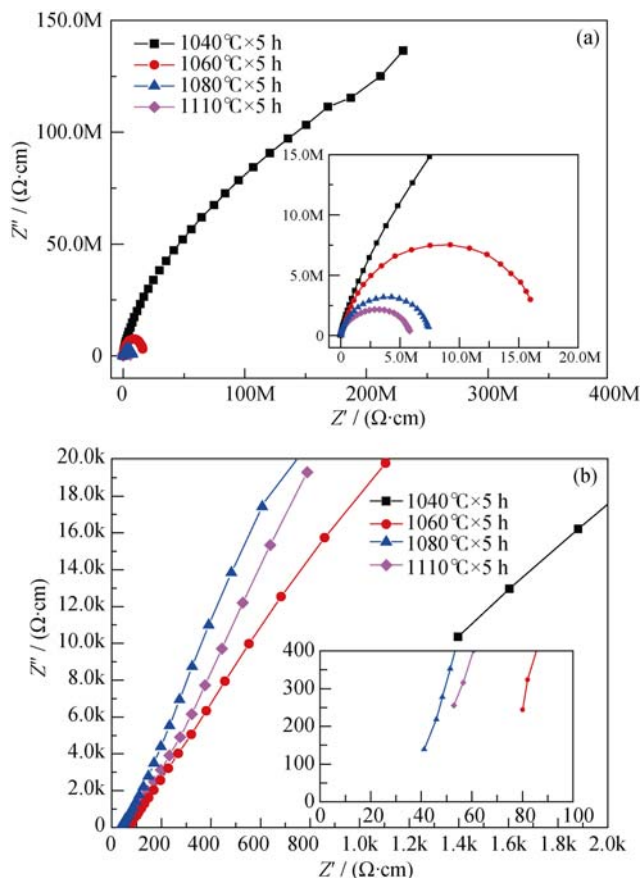 150.0M
(a)
1040°C×5 h
1060°C×5 h
1080°C×5 h
1110°C×5 h
100.0M
50.0M
0
Z″ / (Ω·cm)
15.0M
10.0M
5.0M
0
0.0
5.0M 10.0M 15.0M 20.0M
0 100M 200M 300M 400M
Z′ / (Ω·cm)
20.0k
(b)
18.0k
1040°C×5 h
1060°C×5 h
1080°C×5 h
1110°C×5 h
16.0k
14.0k
12.0k
10.0k
8.0k
6.0k
4.0k
2.0k
0
Z″ / (Ω·cm)
400
300
200
100
0
0 20 40 60 80 100
0 200 400 600 800 1.0k 1.2k 1.4k 1.6k 1.8k 2.0k
Z′ / (Ω·cm)